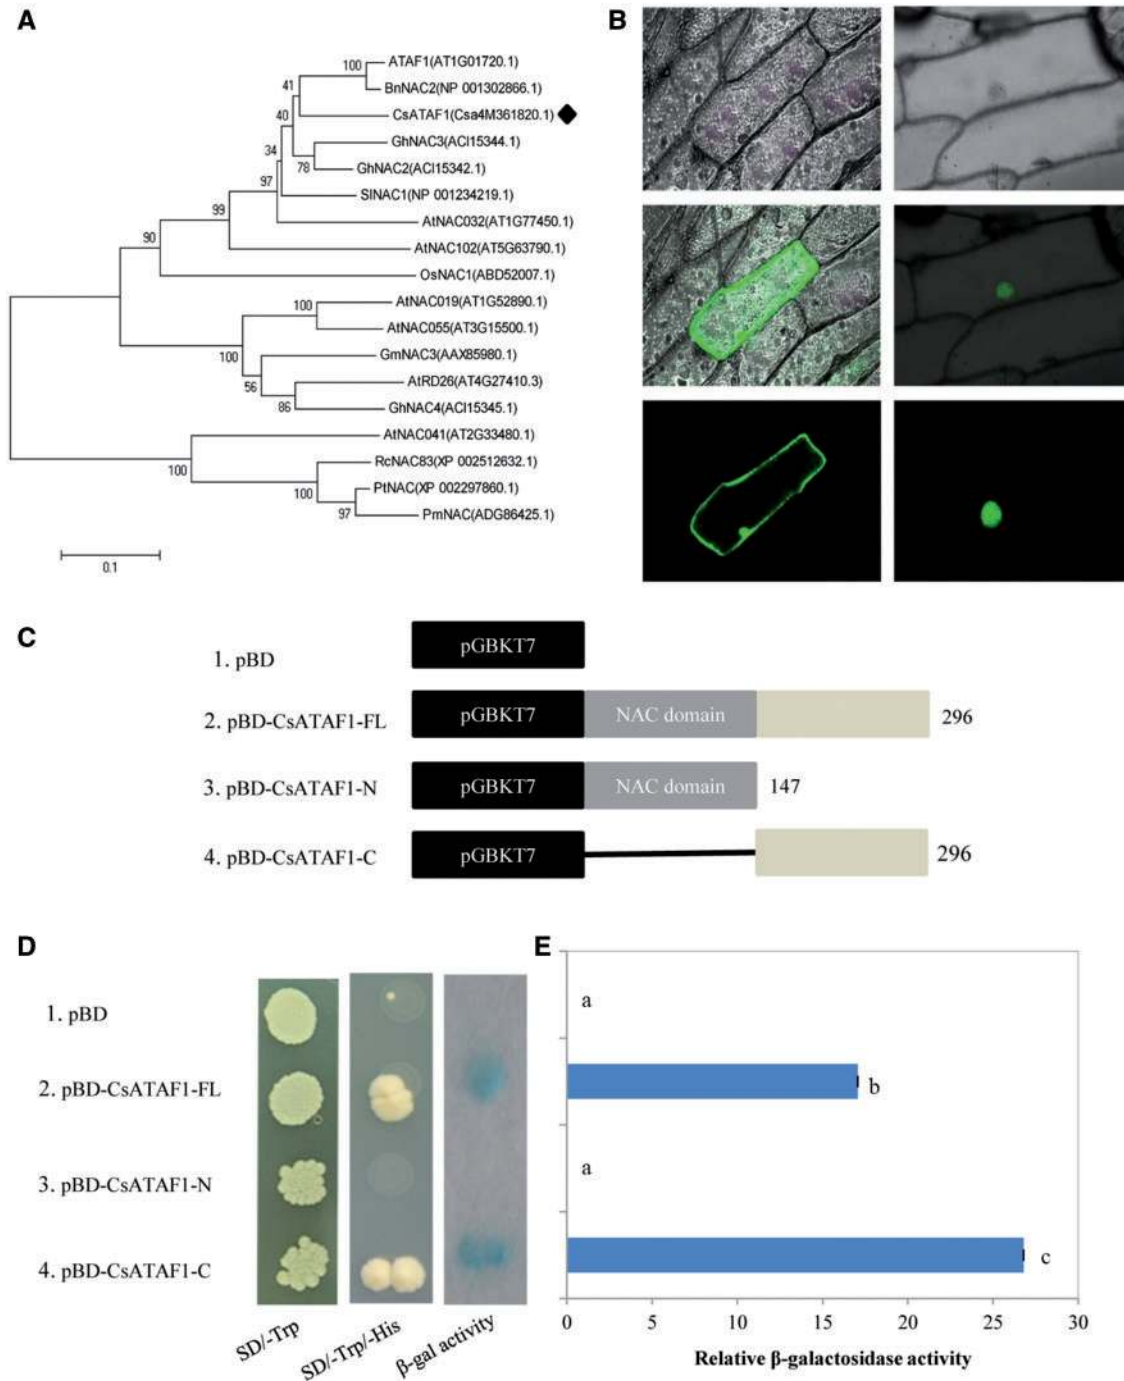 A
100
ATAF1(AT1G01720.1)
41
BnNAC2(NP 001302866.1)
40
CsATAF1(Csa4M361820.1)
GhNAC3(ACI15344.1)
34
78
GhNAC2(ACI15342.1)
97
SlNAC1(NP 001234219.1)
99
AtNAC032(AT1G77450.1)
90
AtNAC102(AT5G63790.1)
OsNAC1(ABD52007.1)
100
AtNAC019(AT1G52890.1)
AtNAC055(AT3G15500.1)
100
GmNAC3(AAX85980.1)
56
AtRD26(AT4G27410.3)
86
GhNAC4(ACI15345.1)
AtNAC041(AT2G33480.1)
100
RcNAC83(XP 002512632.1)
100
PtNAC(XP 002297860.1)
97
PmNAC(ADG86425.1)
0.1
B
C
1. pBD
pGBKT7
2. pBD-CsATAF1-FL
pGBKT7 NAC domain 296
3. pBD-CsATAF1-N
pGBKT7 NAC domain 147
4. pBD-CsATAF1-C
pGBKT7 296
D
1. pBD
2. pBD-CsATAF1-FL
3. pBD-CsATAF1-N
4. pBD-CsATAF1-C
SD/-Trp
SD/-Trp/-His
β-gal activity
E
a
b
a
c
0 5 10 15 20 25 30
Relative β-galactosidase activity